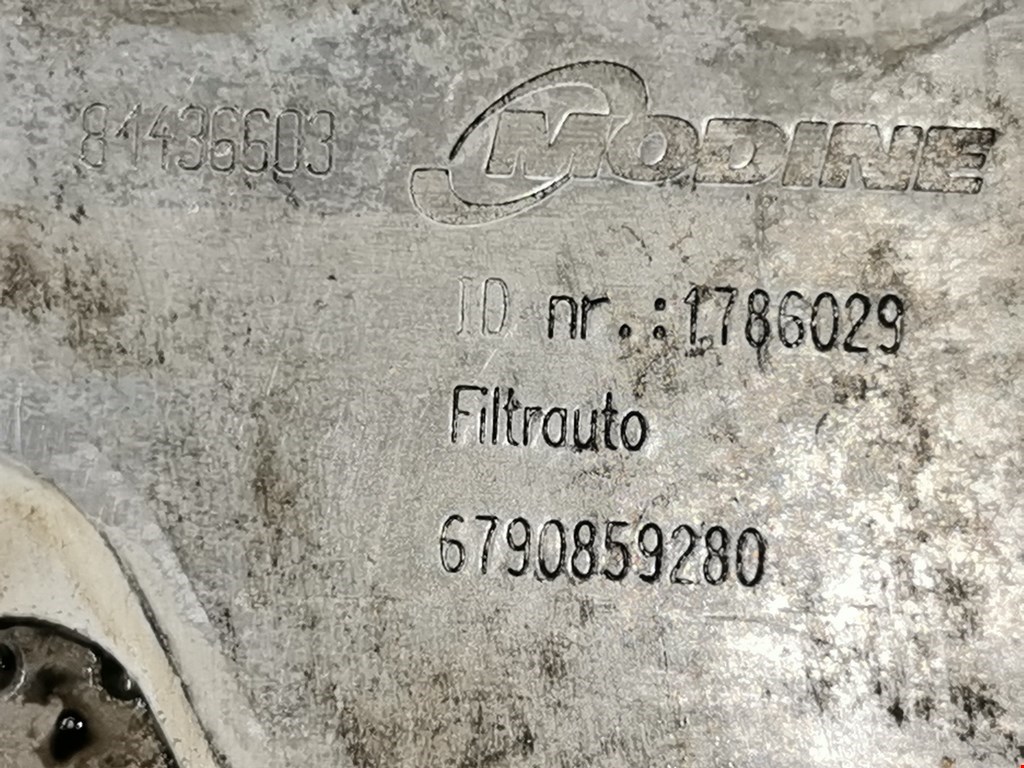 81436603 MODINE
ID nr.:1786029
Filtrauto
6790859280